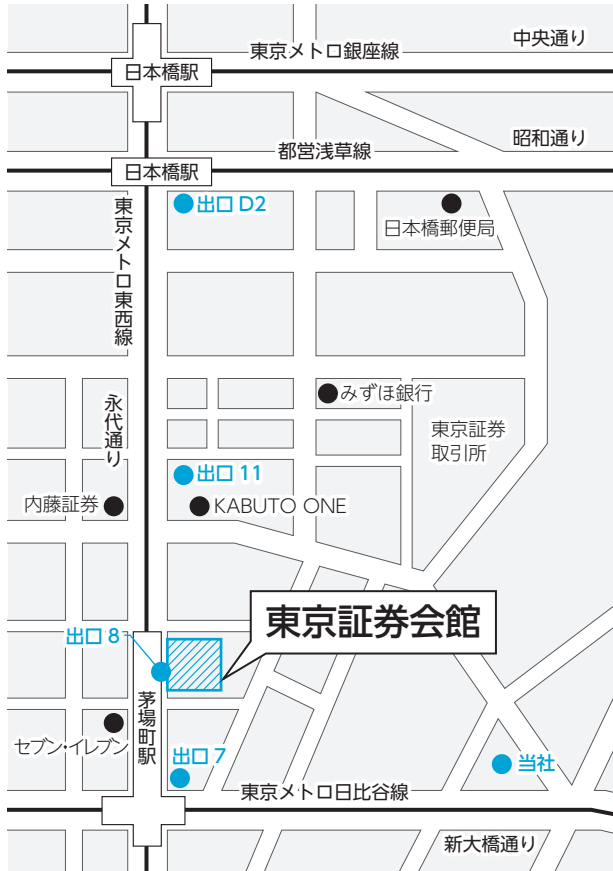 中央通り
東京メトロ銀座線
日本橋駅
昭和通り
都営浅草線
日本橋駅
出口 D2
日本橋郵便局
東京メトロ東西線
みずほ銀行
永代通り
東京証券
取引所
出口 11
内藤証券
KABUTO ONE
東京証券会館
出口 8
茅場町駅
セブン・イレブン
出口 7
当社
東京メトロ日比谷線
新大橋通り